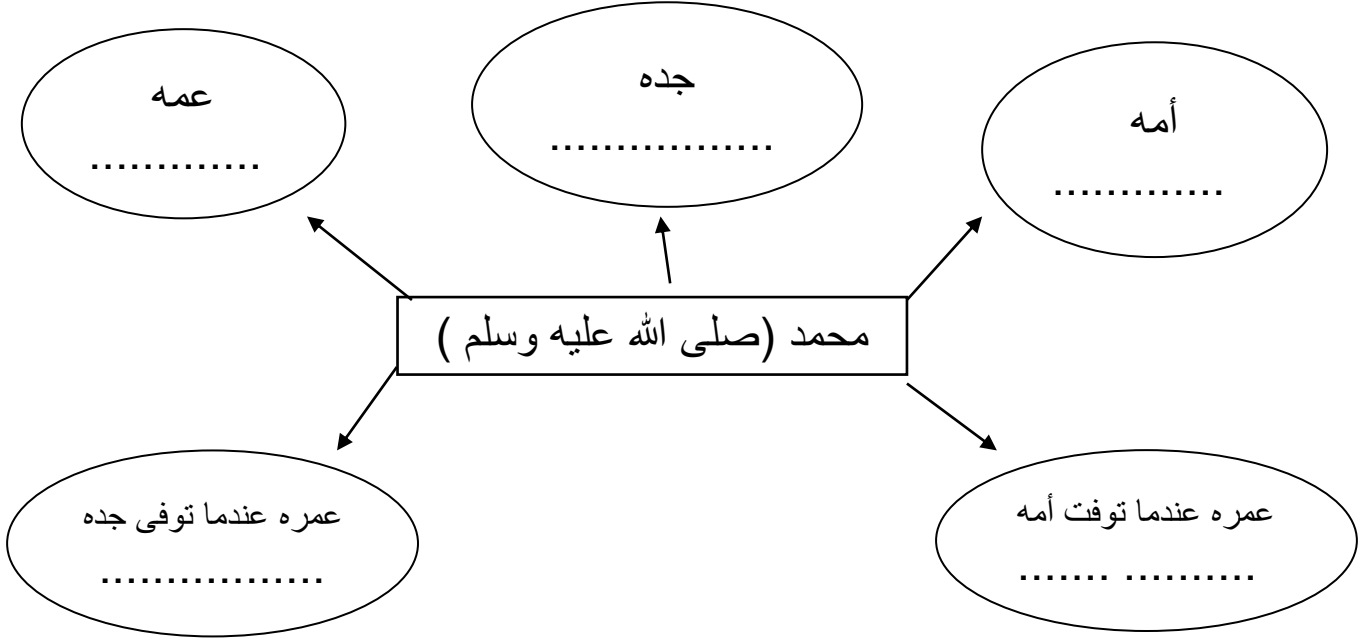 أمه
.............
جده
.................
عمه
.............
محمد (صلى الله عليه وسلم )
عمره عندما توفت أمه
....... ..........
عمره عندما توفى جده
.................